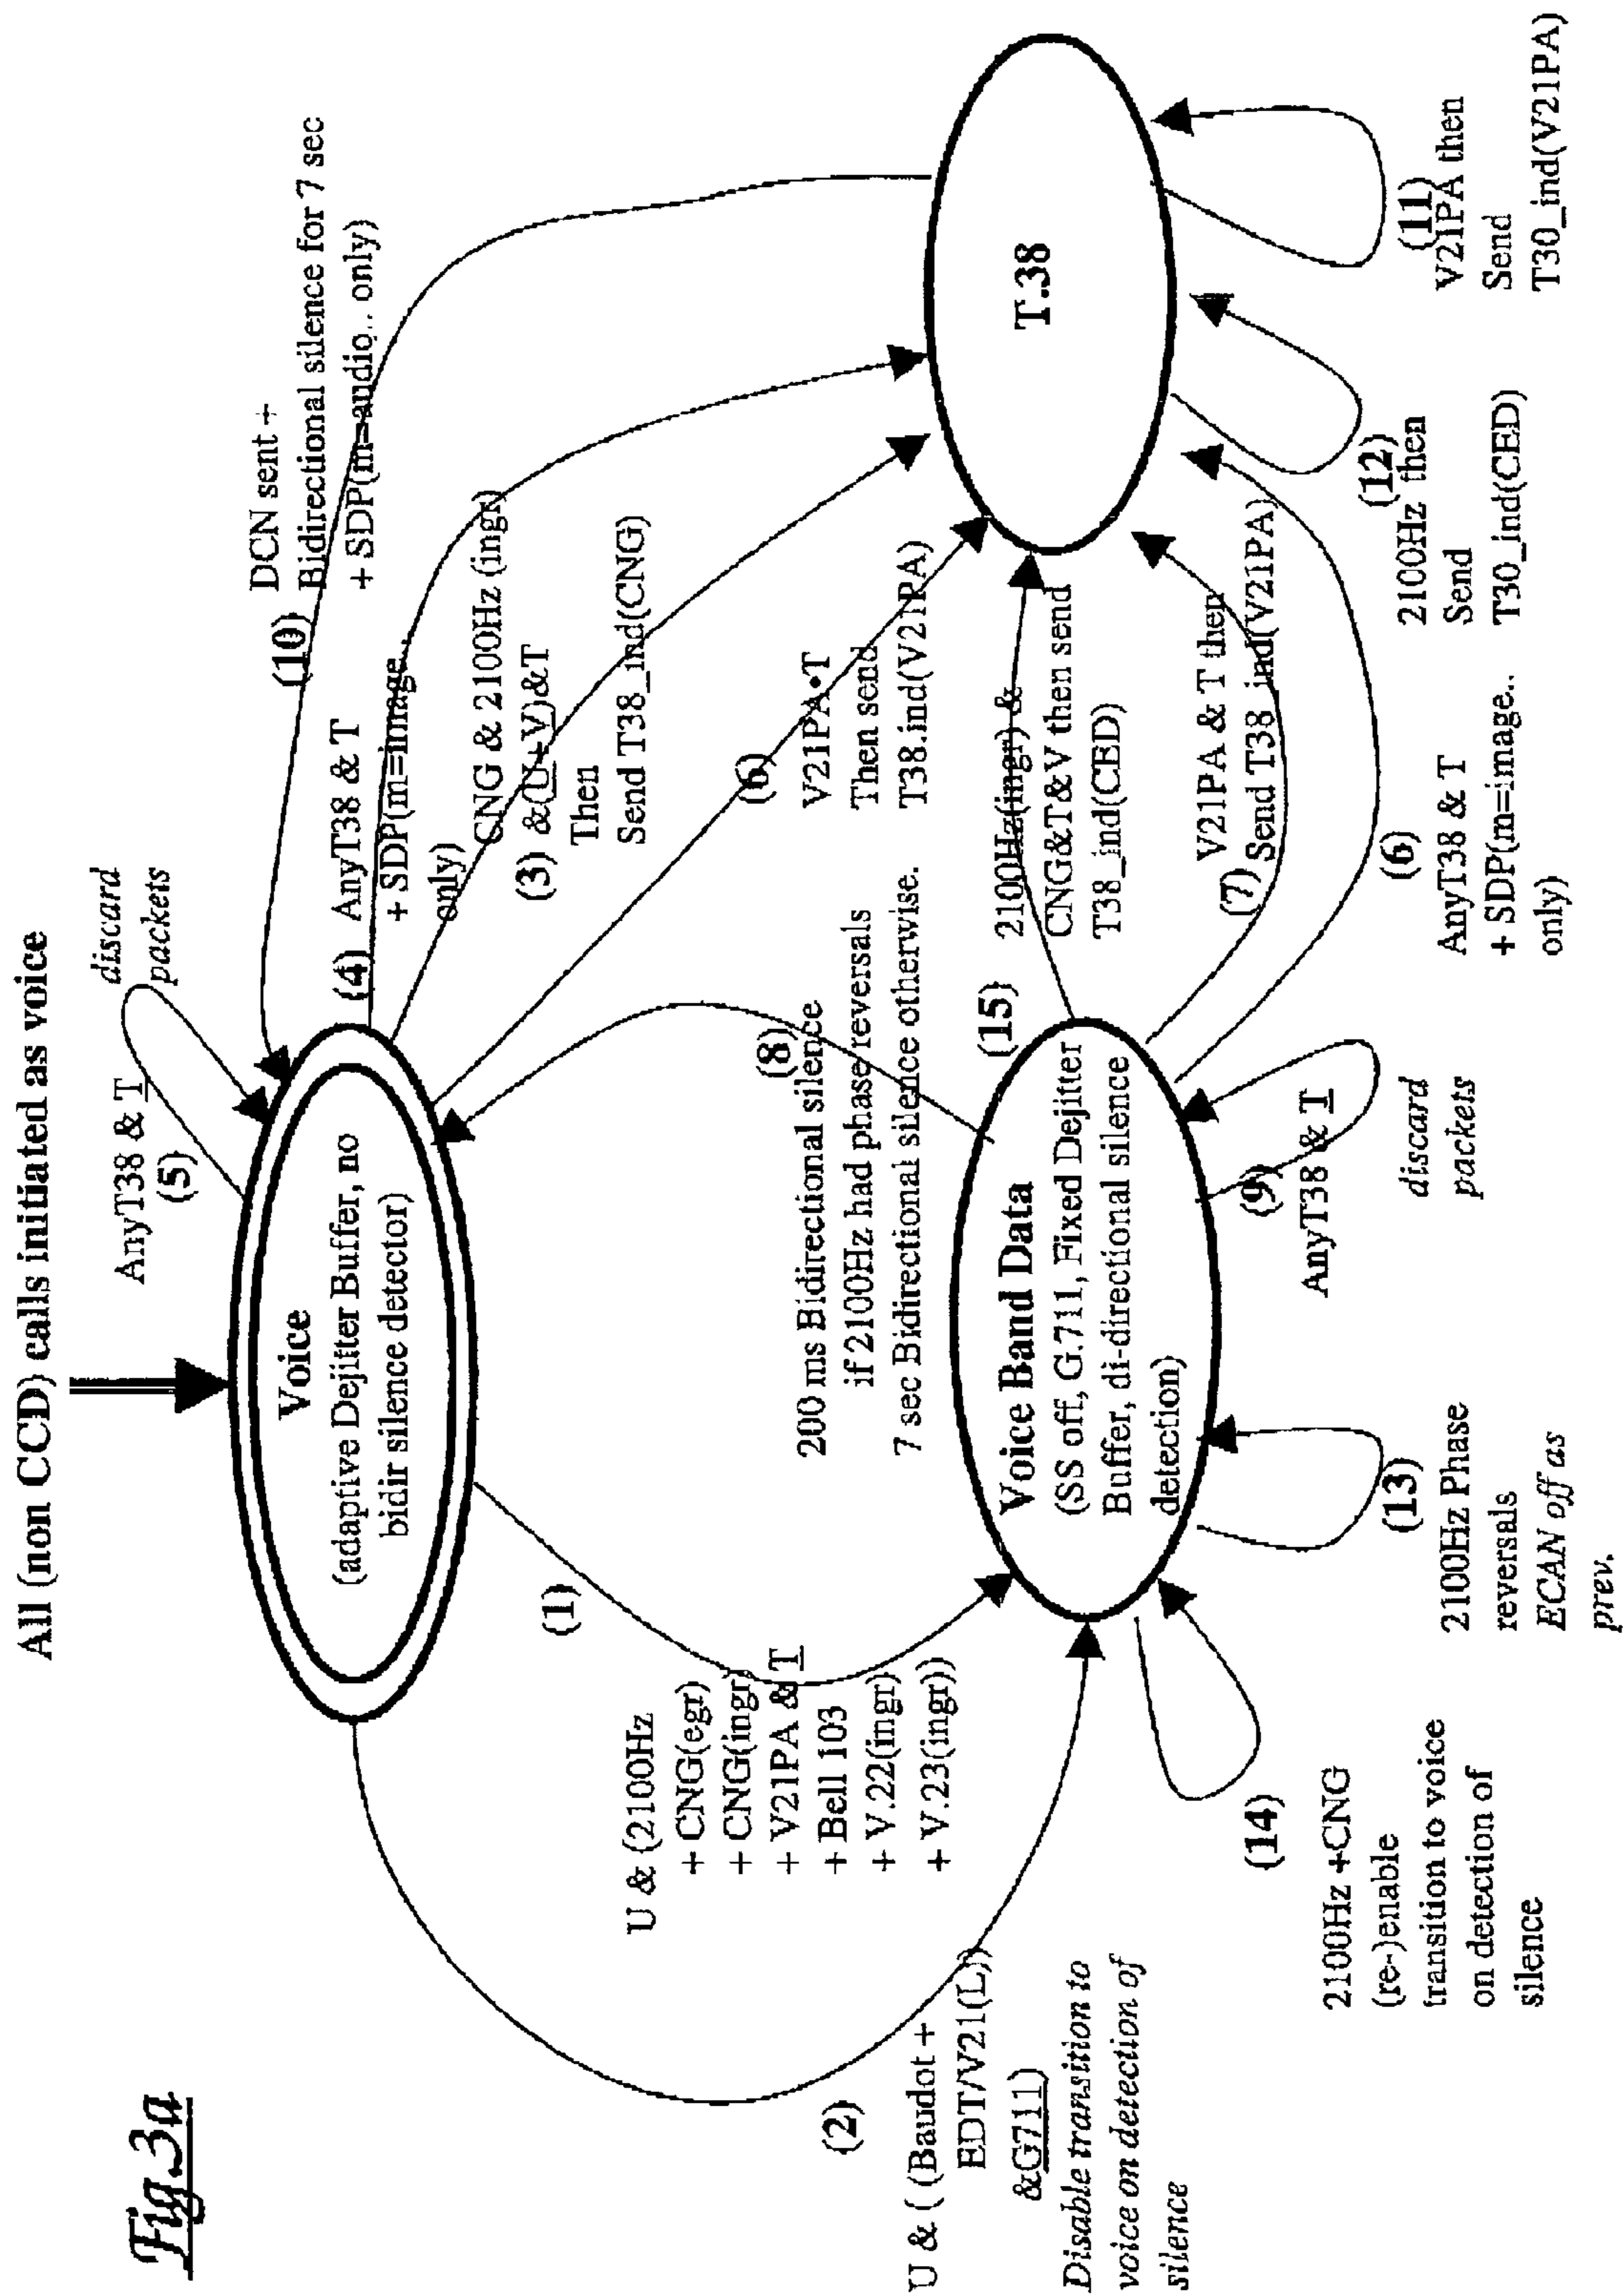 All (non CCD) calls initiated as voice
Fig.3a
AnyT38 & T
(5)
discard
packets
Voice
(adaptive Dejitter Buffer, no
bidir silence detector)
(10)
DCN sent +
Bidirectional silence for 7 sec
+ SDP(m=audio.. only)
(4) AnyT38 & T
+ SDP(m=image..
only)
CNG & 2100Hz (ingr)
(3) &(U+V)&T
Then
Send T38_ind(CNG)
(6)
V21PA•T
Then send
T38.ind(V21PA)
(1)
U & (2100Hz
+ CNG(egr)
+ CNG(ingr)
+ V21PA & T
+ Bell 103
+ V.22(ingr)
+ V.23(ingr))
(8)
200 ms Bidirectional silence
if 2100Hz had phase reversals
7 sec Bidirectional silence otherwise.
(2)
U & ( (Baudot +
EDT/V21(L))
&G711)
Disable transition to
voice on detection of
silence
(15)
2100Hz(ingr) &
CNG&T&V then send
T38_ind(CED)
T.38
Voice Band Data
(SS off, G.711, Fixed Dejitter
Buffer, di-directional silence
detection)
V21PA & T then
(7) Send T38_ind(V21PA)
(6)
AnyT38 & T
+ SDP(m=image..
only)
(9)
AnyT38 & T
discard
packets
(14)
2100Hz +CNG
(re-)enable
transition to voice
on detection of
silence
(13)
2100Hz Phase
reversals
ECAN off as
prev.
(12)
2100Hz then
Send
T30_ind(CED)
(11)
V21PA then
Send
T30_ind(V21PA)